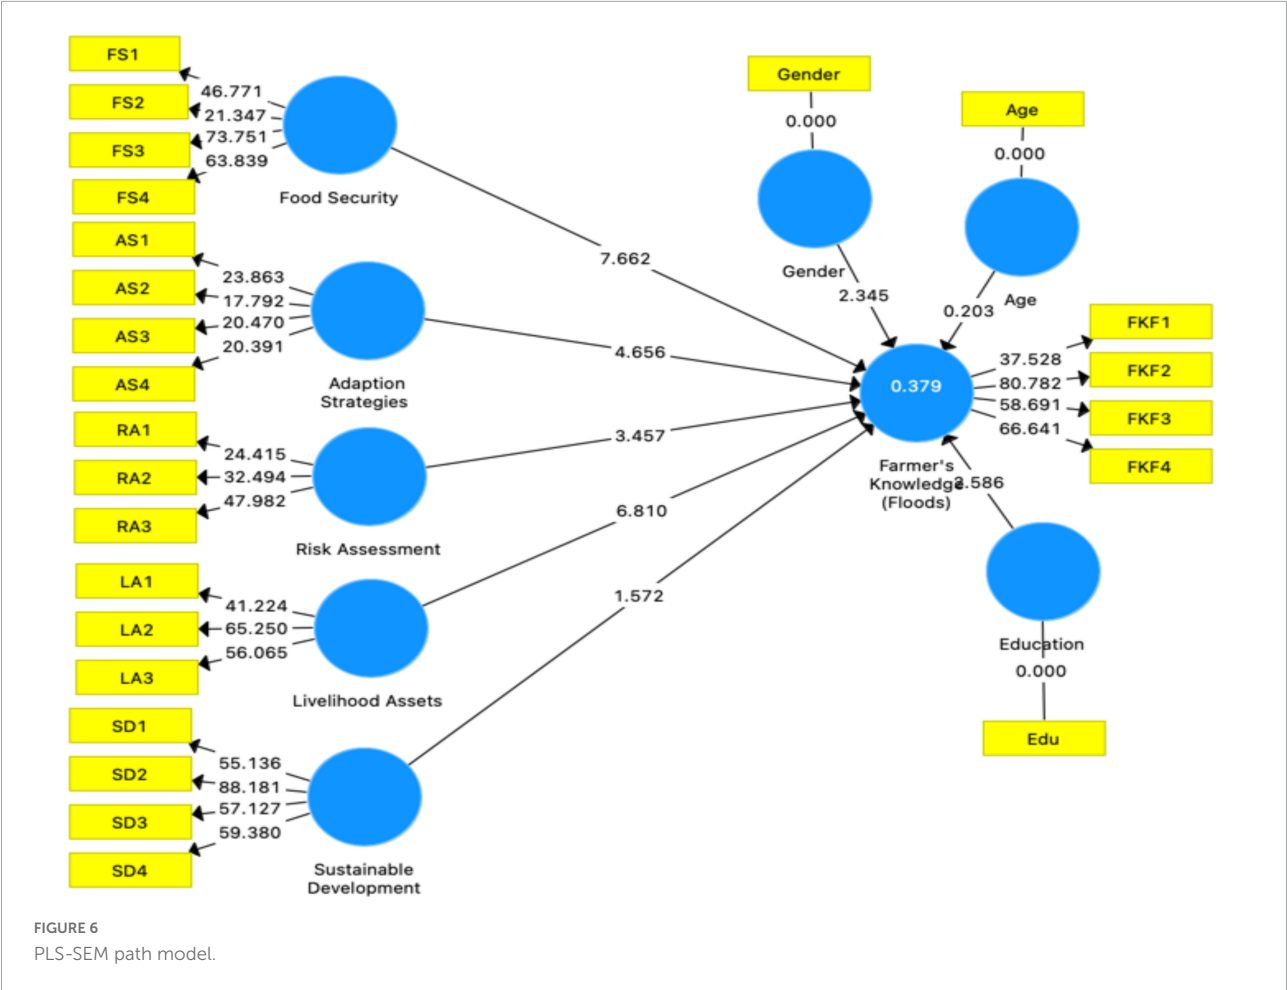 FS1
FS2
FS3
FS4
46.771
21.347
73.751
63.839
Food Security
AS1
AS2
AS3
AS4
23.863
17.792
20.470
20.391
Adaption
Strategies
RA1
RA2
RA3
24.415
32.494
47.982
Risk Assessment
LA1
LA2
LA3
41.224
65.250
56.065
Livelihood Assets
SD1
SD2
SD3
SD4
55.136
88.181
57.127
59.380
Sustainable
Development
7.662
4.656
3.457
6.810
1.572
Gender
0.000
Gender
2.345
Age
0.000
Age
0.203
0.379
Farmer's
Knowledge
(Floods)
37.528
80.782
58.691
66.641
FKF1
FKF2
FKF3
FKF4
2.586
Education
0.000
Edu
FIGURE 6
PLS-SEM path model.